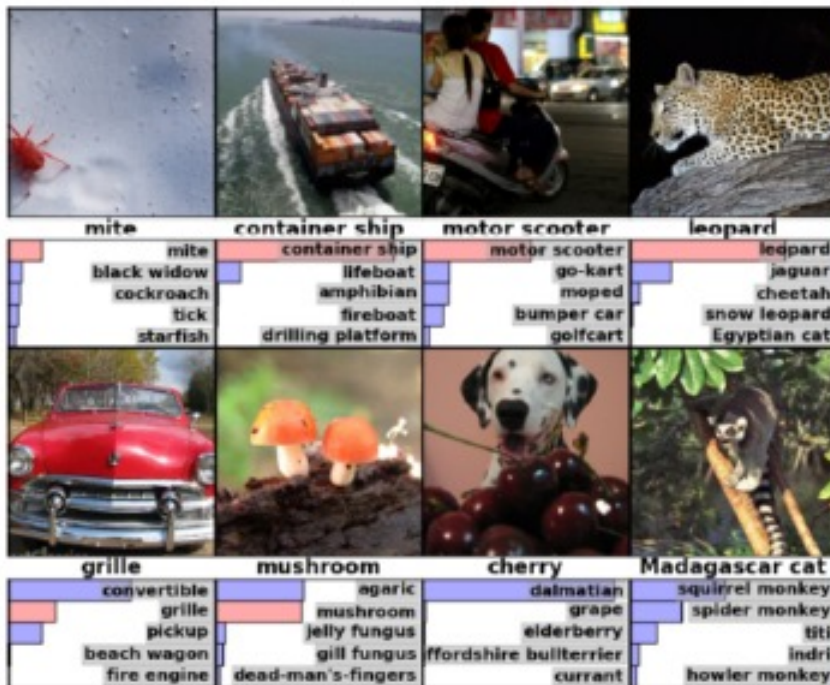 mite
container ship
motor scooter
leopard
mite
black widow
cockroach
tick
starfish
container ship
lifeboat
amphibian
fireboat
drilling platform
motor scooter
go-kart
moped
bumper car
golfcart
leopard
jaguar
cheetah
snow leopard
Egyptian cat
grille
mushroom
cherry
Madagascar cat
convertible
grille
pickup
beach wagon
fire engine
agaric
mushroom
jelly fungus
gill fungus
dead-man's-fingers
dalmatian
grape
elderberry
ffordshire bullterrier
currant
squirrel monkey
spider monkey
titi
indri
howler monkey